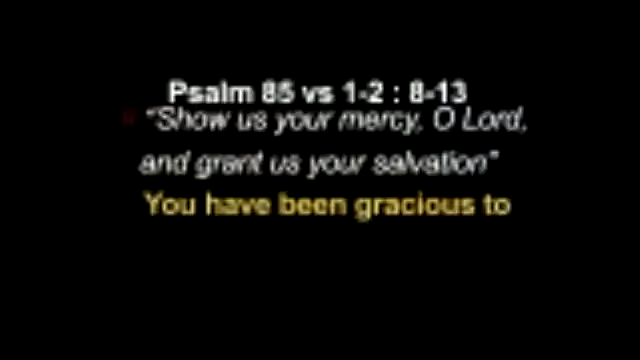 Psalm 85 vs 1-2 : 8-13
“Show us your mercy, O Lord,
and grant us your salvation”
You have been gracious to